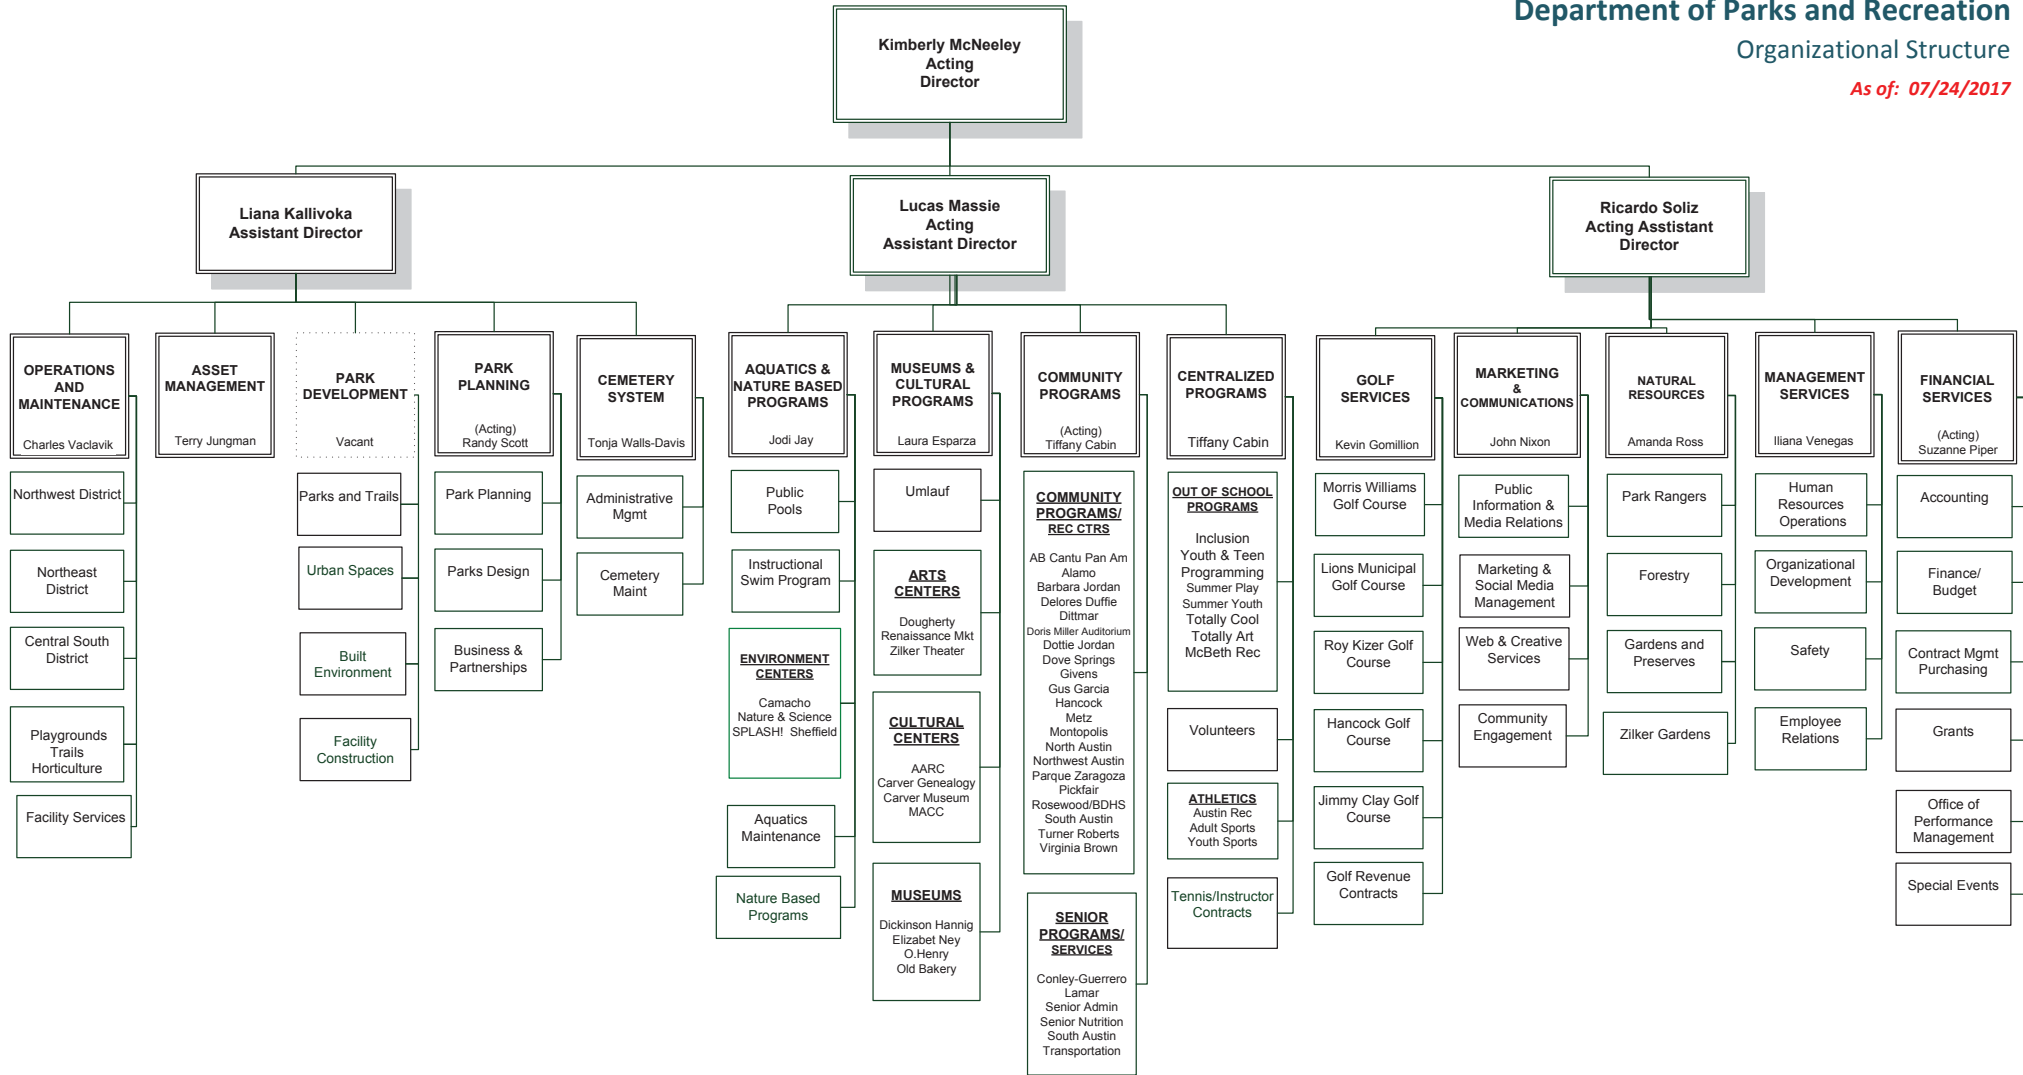 Department of Parks and Recreation
Organizational Structure
As of: 07/24/2017
Kimberly McNeeley
Acting
Director
Liana Kallivoka
Assistant Director
Lucas Massie
Acting
Assistant Director
Ricardo Soliz
Acting Asstistant
Director
OPERATIONS
AND
MAINTENANCE
Charles Vaclavik
Northwest District
Northeast
District
Central South
District
Playgrounds
Trails
Horticulture
Facility Services
ASSET
MANAGEMENT
Terry Jungman
PARK
DEVELOPMENT
Vacant
Parks and Trails
Urban Spaces
Built
Environment
Facility
Construction
PARK
PLANNING
(Acting)
Randy Scott
Park Planning
Parks Design
Business &
Partnerships
CEMETERY
SYSTEM
Tonja Walls-Davis
Administrative
Mgmt
Cemetery
Maint
AQUATICS &
NATURE BASED
PROGRAMS
Jodi Jay
Public
Pools
Instructional
Swim Program
ENVIRONMENT
CENTERS
Camacho
Nature & Science
SPLASH! Sheffield
Aquatics
Maintenance
Nature Based
Programs
MUSEUMS &
CULTURAL
PROGRAMS
Laura Esparza
Umlauf
ARTS
CENTERS
Dougherty
Renaissance Mkt
Zilker Theater
CULTURAL
CENTERS
AARC
Carver Genealogy
Carver Museum
MACC
MUSEUMS
Dickinson Hannig
Elizabet Ney
O.Henry
Old Bakery
COMMUNITY
PROGRAMS
(Acting)
Tiffany Cabin
COMMUNITY
PROGRAMS/
REC CTRS
AB Cantu Pan Am
Alamo
Barbara Jordan
Delores Duffie
Dittmar
Doris Miller Auditorium
Dottie Jordan
Dove Springs
Givens
Gus Garcia
Hancock
Metz
Montopolis
North Austin
Northwest Austin
Parque Zaragoza
Pickfair
Rosewood/BDHS
South Austin
Turner Roberts
Virginia Brown
SENIOR
PROGRAMS/
SERVICES
Conley-Guerrero
Lamar
Senior Admin
Senior Nutrition
South Austin
Transportation
CENTRALIZED
PROGRAMS
Tiffany Cabin
OUT OF SCHOOL
PROGRAMS
Inclusion
Youth & Teen
Programming
Summer Play
Summer Youth
Totally Cool
Totally Art
McBeth Rec
Volunteers
ATHLETICS
Austin Rec
Adult Sports
Youth Sports
Tennis/Instructor
Contracts
GOLF
SERVICES
Kevin Gomillion
Morris Williams
Golf Course
Lions Municipal
Golf Course
Roy Kizer Golf
Course
Hancock Golf
Course
Jimmy Clay Golf
Course
Golf Revenue
Contracts
MARKETING
&
COMMUNICATIONS
John Nixon
Public
Information &
Media Relations
Marketing &
Social Media
Management
Web & Creative
Services
Community
Engagement
NATURAL
RESOURCES
Amanda Ross
Park Rangers
Forestry
Gardens and
Preserves
Zilker Gardens
MANAGEMENT
SERVICES
Iliana Venegas
Human
Resources
Operations
Organizational
Development
Safety
Employee
Relations
FINANCIAL
SERVICES
(Acting)
Suzanne Piper
Accounting
Finance/
Budget
Contract Mgmt
Purchasing
Grants
Office of
Performance
Management
Special Events